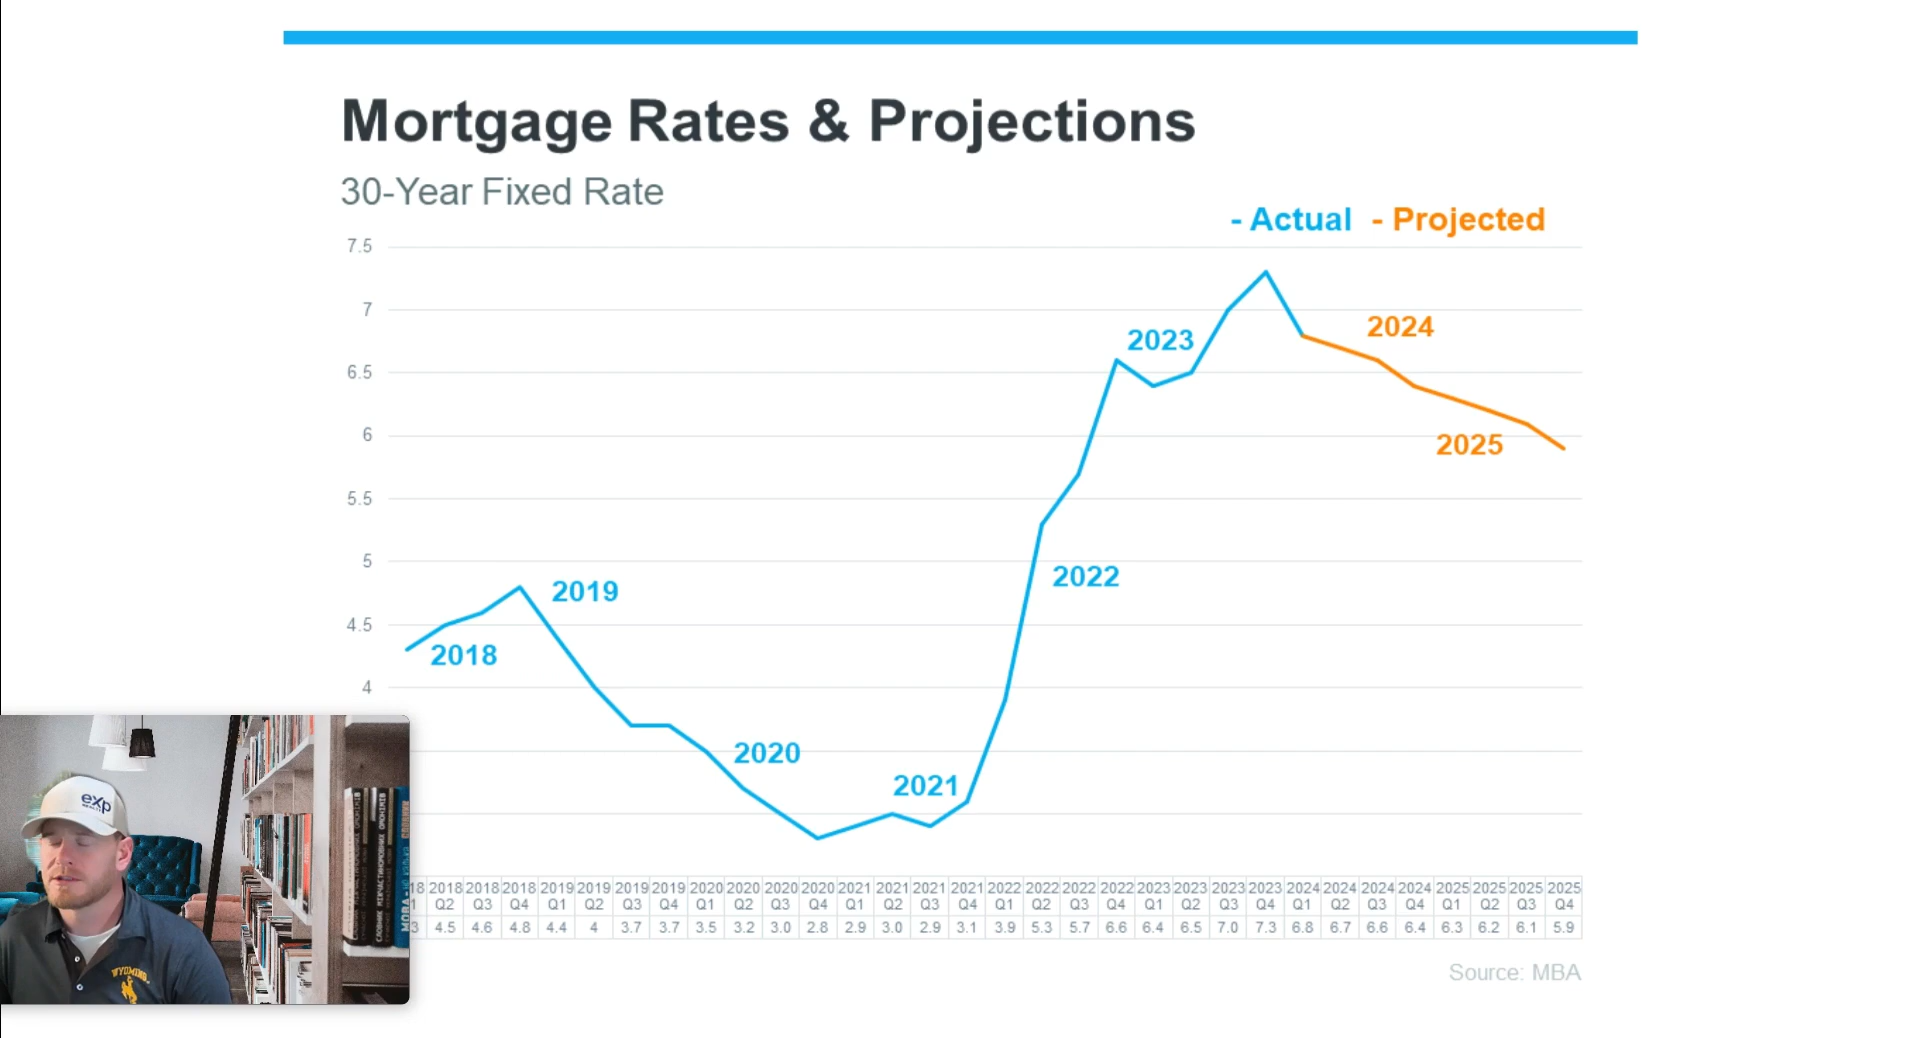 Mortgage Rates & Projections
30-Year Fixed Rate
- Actual - Projected
7.5
7
6.5
6
5.5
5
4.5
4
2018
2019
2020
2021
2022
2023
2024
2025
18 2018 2018 2018 2019 2019 2019 2019 2020 2020 2020 2020 2021 2021 2021 2021 2022 2022 2022 2022 2023 2023 2023 2023 2024 2024 2024 2024 2025 2025 2025 2025
Q2 Q3 Q4 Q1 Q2 Q3 Q4 Q1 Q2 Q3 Q4 Q1 Q2 Q3 Q4 Q1 Q2 Q3 Q4 Q1 Q2 Q3 Q4 Q1 Q2 Q3 Q4 Q1 Q2 Q3 Q4
3 4.5 4.6 4.8 4.4 4 3.7 3.7 3.5 3.2 3.0 2.8 2.9 3.0 2.9 3.1 3.9 5.3 5.7 6.6 6.4 6.5 7.0 7.3 6.8 6.7 6.6 6.4 6.3 6.2 6.1 5.9
Source: MBA
exp
WYOMING